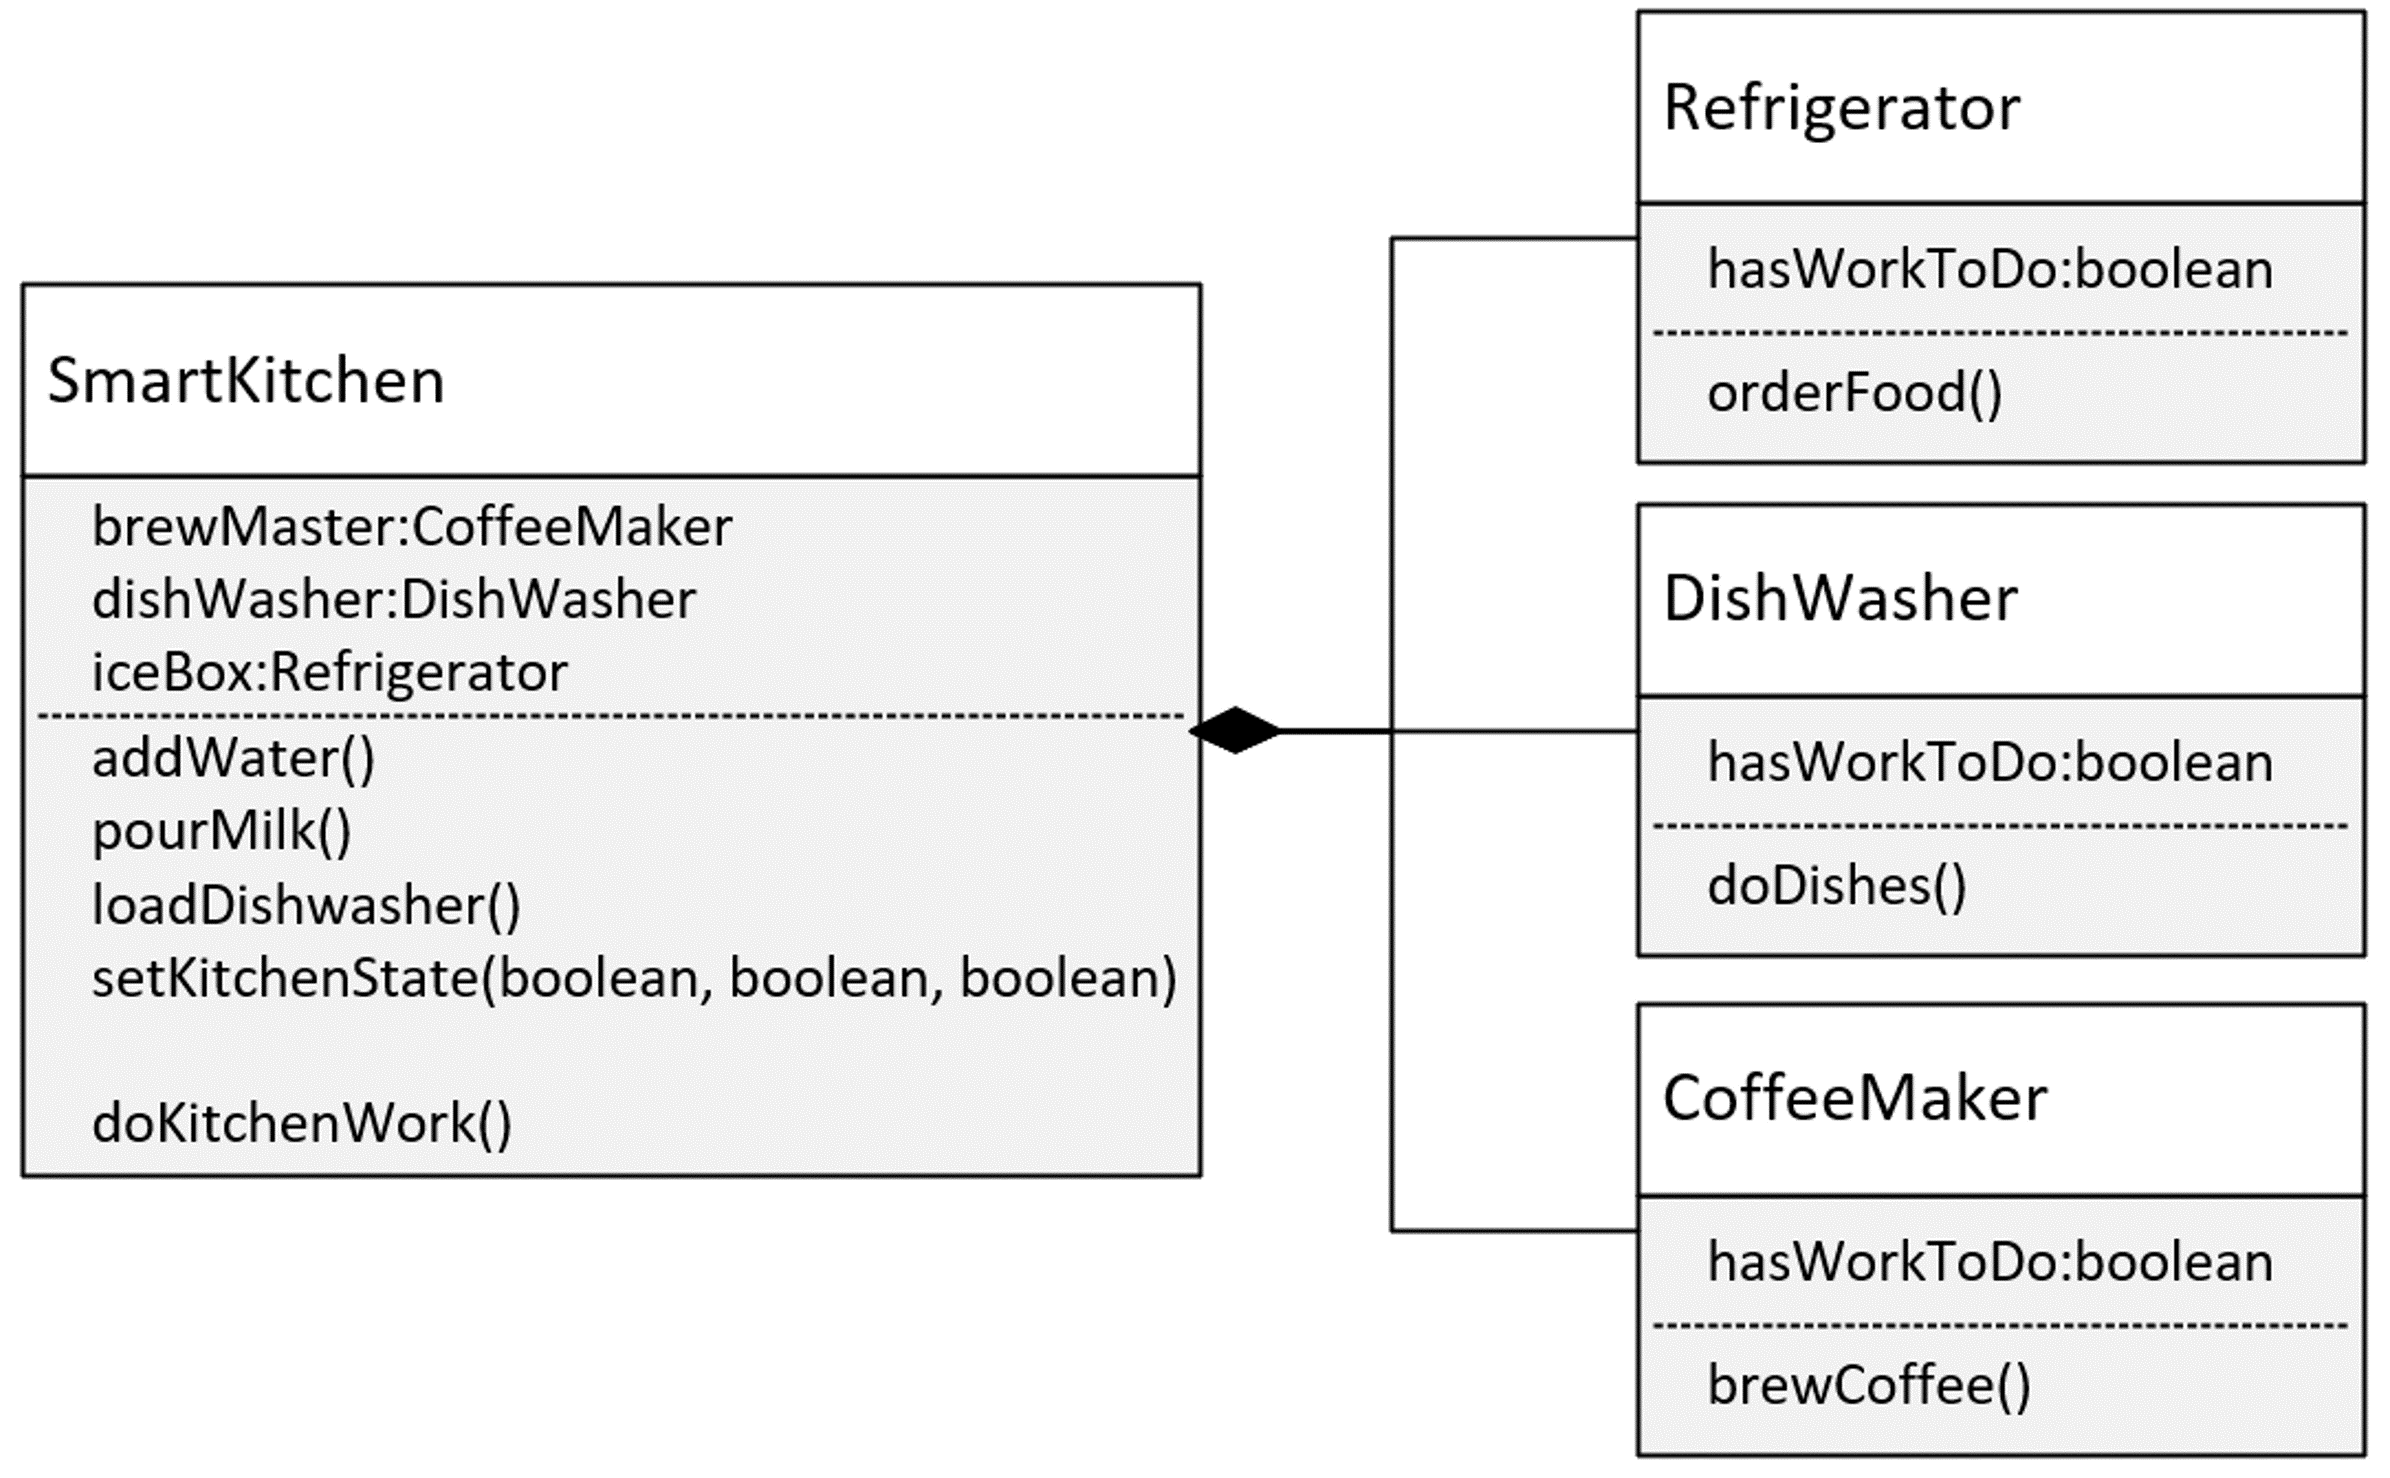 SmartKitchen
brewMaster:CoffeeMaker
dishWasher:DishWasher
iceBox:Refrigerator
addWater()
pourMilk()
loadDishwasher()
setKitchenState(boolean, boolean, boolean)
doKitchenWork()
Refrigerator
hasWorkToDo:boolean
orderFood()
DishWasher
hasWorkToDo:boolean
doDishes()
CoffeeMaker
hasWorkToDo:boolean
brewCoffee()